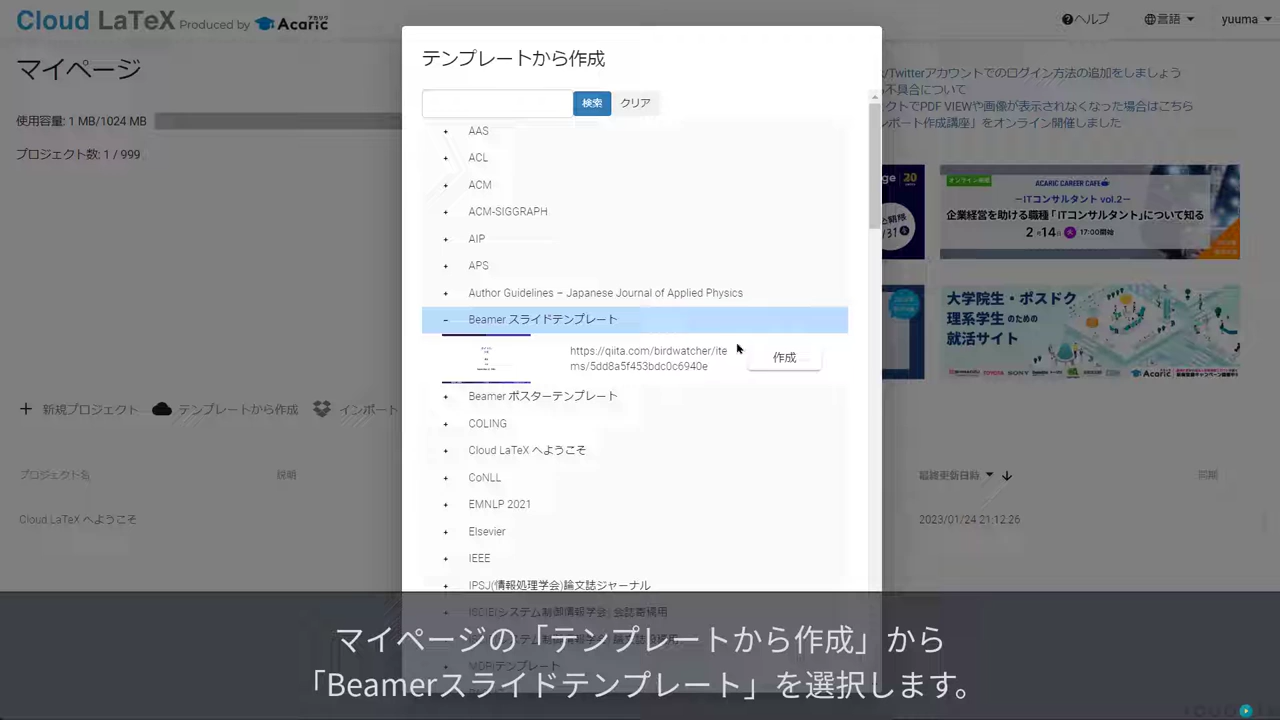 Cloud LaTeX Produced by Acaric アカリク
ヘルプ
言語
yuuma
マイページ
使用容量: 1 MB/1024 MB
プロジェクト数: 1 / 999
新規プロジェクト
テンプレートから作成
インポート
プロジェクト名
説明
最終更新日時
同期
Cloud LaTeX へようこそ
2023/01/24 21:12:26
テンプレートから作成
検索
クリア
AAS
ACL
ACM
ACM-SIGGRAPH
AIP
APS
Author Guidelines – Japanese Journal of Applied Physics
Beamer スライドテンプレート
https://qiita.com/birdwatcher/ite
ms/5dd8a5f453bdc0c6940e
作成
Beamer ポスターテンプレート
COLING
Cloud LaTeX へようこそ
CoNLL
EMNLP 2021
Elsevier
IEEE
IPSJ(情報処理学会)論文誌ジャーナル
/Twitterアカウントでのログイン方法の追加をしましょう
不具合について
クトでPDF VIEWや画像が表示されなくなった場合はこちら
ポート作成講座」をオンライン開催しました
ACARIC CAREER CAFE
－ITコンサルタント vol.2－
企業経営を助ける職種「ITコンサルタント」について知る
2月14日 火 17:00開始
大学院生・ポスドク
理系学生のための
就活サイト
マイページの「テンプレートから作成」から
「Beamerスライドテンプレート」を選択します。